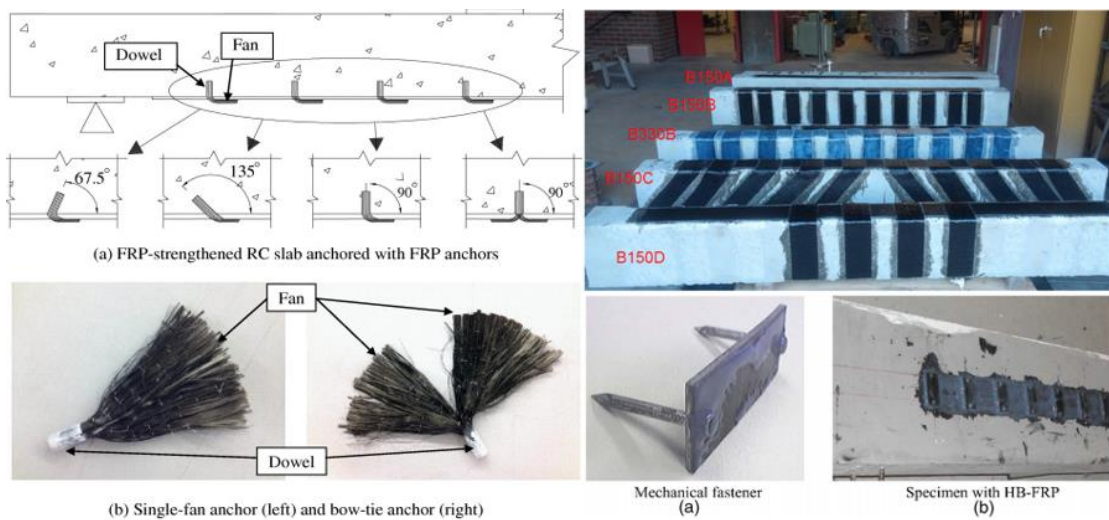 Dowel
Fan
67.5°
135°
90°
90°
(a) FRP-strengthened RC slab anchored with FRP anchors
Fan
Dowel
(b) Single-fan anchor (left) and bow-tie anchor (right)
B150A
B150B
B330B
B150C
B150D
Mechanical fastener
(a)
Specimen with HB-FRP
(b)